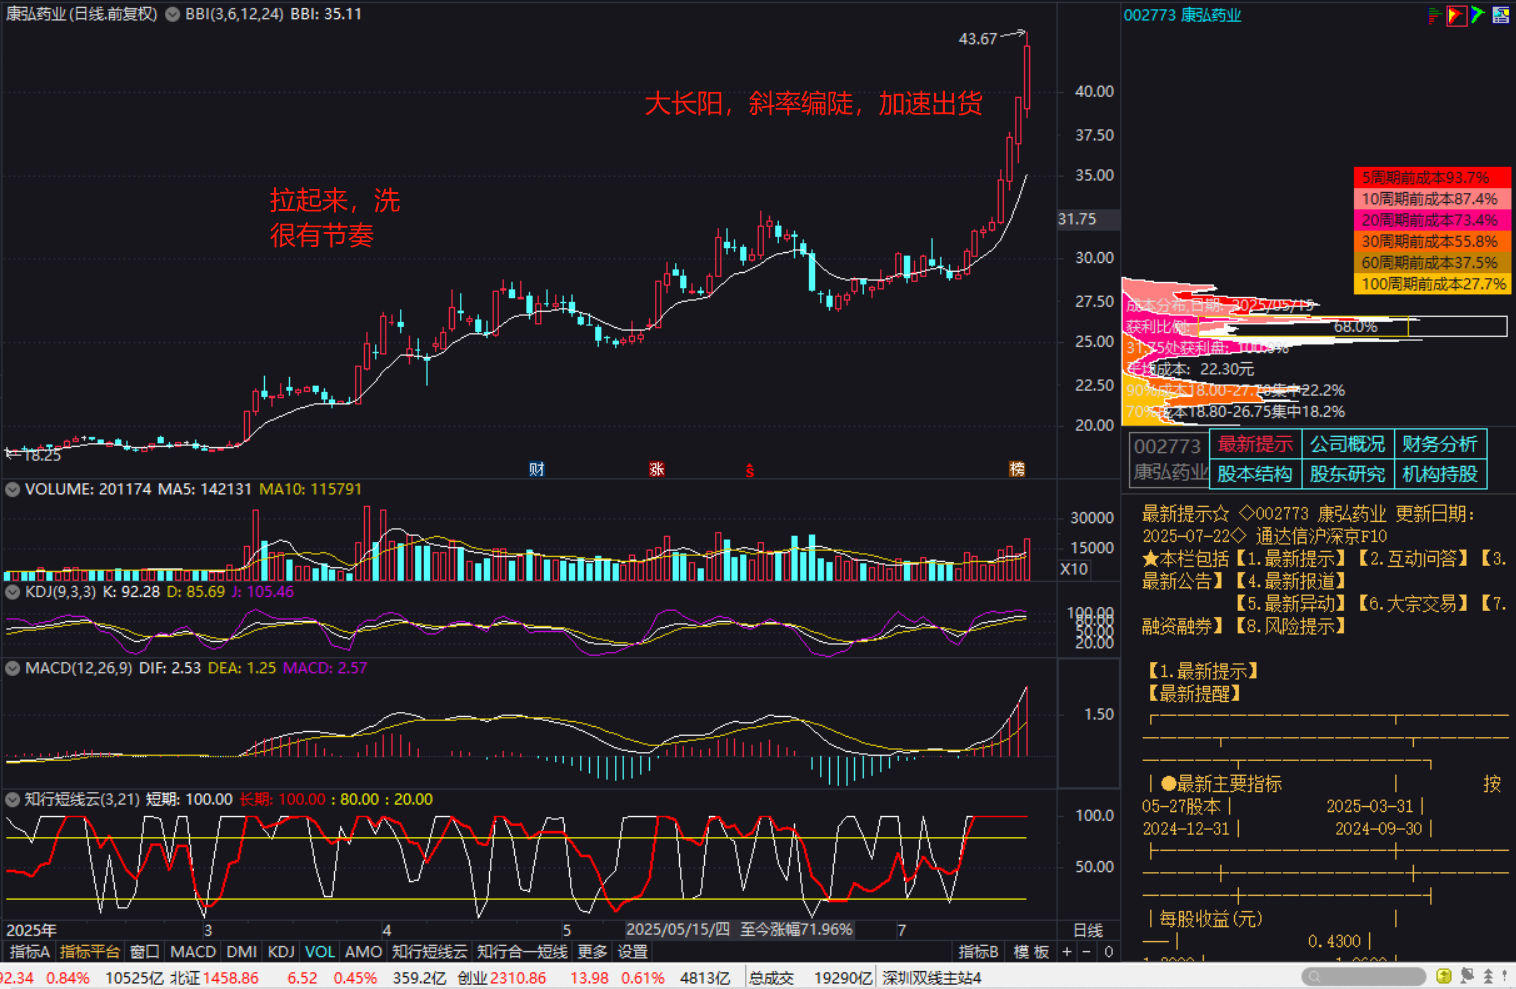 康弘药业(日线.前复权) BBI(3,6,12,24) BBI: 35.11
43.67
大长阳，斜率编陡，加速出货
拉起来，洗
很有节奏
18.25
财 涨 榜
40.00
37.50
35.00
31.75
30.00
27.50
25.00
22.50
20.00
VOLUME: 201174 MA5: 142131 MA10: 115791
30000
15000
X10
KDJ(9,3,3) K: 92.28 D: 85.69 J: 105.46
100.00
80.00
50.00
20.00
MACD(12,26,9) DIF: 2.53 DEA: 1.25 MACD: 2.57
1.50
知行短线云(3,21) 短期: 100.00 长期: 100.00 : 80.00 : 20.00
100.0
50.00
2025年 3 4 5 2025/05/15/四 至今涨幅71.96% 7 日线
指标A 指标平台 窗口 MACD DMI KDJ VOL AMO 知行短线云 知行合一短线 更多 设置 指标B 模 板 + - 0
002773 康弘药业
5周期前成本93.7%
10周期前成本87.4%
20周期前成本73.4%
30周期前成本55.8%
60周期前成本37.5%
100周期前成本27.7%
成本分布,日期: 2025/05/15
获利比例: 68.0%
31.75处获利盘: 100.0%
平均成本: 22.30元
90%成本18.00-27.70集中22.2%
70%成本18.80-26.75集中18.2%
002773 最新提示 公司概况 财务分析
康弘药业 股本结构 股东研究 机构持股
最新提示☆ ◇002773 康弘药业 更新日期:
2025-07-22◇ 通达信沪深京F10
★本栏包括【1.最新提示】【2.互动问答】【3.
最新公告】【4.最新报道】
【5.最新异动】【6.大宗交易】【7.
融资融券】【8.风险提示】
【1.最新提示】
【最新提醒】
●最新主要指标 | 按
05-27股本| 2025-03-31|
2024-12-31| 2024-09-30|
|每股收益(元) |
0.4300|
92.34 0.84% 10525亿 北证1458.86 6.52 0.45% 359.2亿 创业2310.86 13.98 0.61% 4813亿 总成交 19290亿 深圳双线主站4